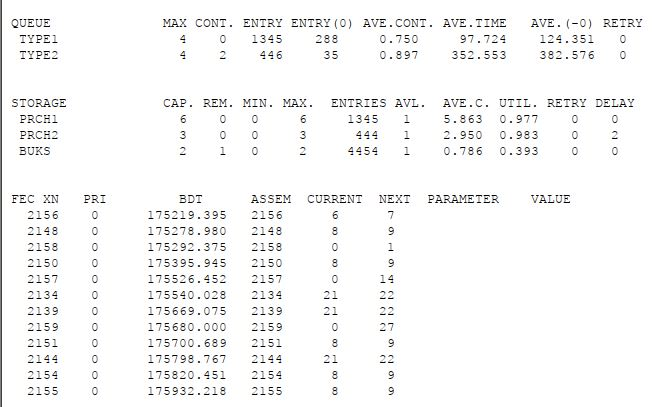 QUEUE MAX CONT. ENTRY ENTRY(0) AVE.CONT. AVE.TIME AVE.(-0) RETRY
TYPE1 4 0 1345 288 0.750 97.724 124.351 0
TYPE2 4 2 446 35 0.897 352.553 382.576 0
STORAGE CAP. REM. MIN. MAX. ENTRIES AVL. AVE.C. UTIL. RETRY DELAY
PRCH1 6 0 0 6 1345 1 5.863 0.977 0 0
PRCH2 3 0 0 3 444 1 2.950 0.983 0 2
BUKS 2 1 0 2 4454 1 0.786 0.393 0 0
FEC XN PRI BDT ASSEM CURRENT NEXT PARAMETER VALUE
2156 0 175219.395 2156 6 7
2148 0 175278.980 2148 8 9
2158 0 175292.375 2158 0 1
2150 0 175395.945 2150 8 9
2157 0 175526.452 2157 0 14
2134 0 175540.028 2134 21 22
2139 0 175669.075 2139 21 22
2159 0 175680.000 2159 0 27
2151 0 175700.689 2151 8 9
2144 0 175798.767 2144 21 22
2154 0 175820.451 2154 8 9
2155 0 175932.218 2155 8 9